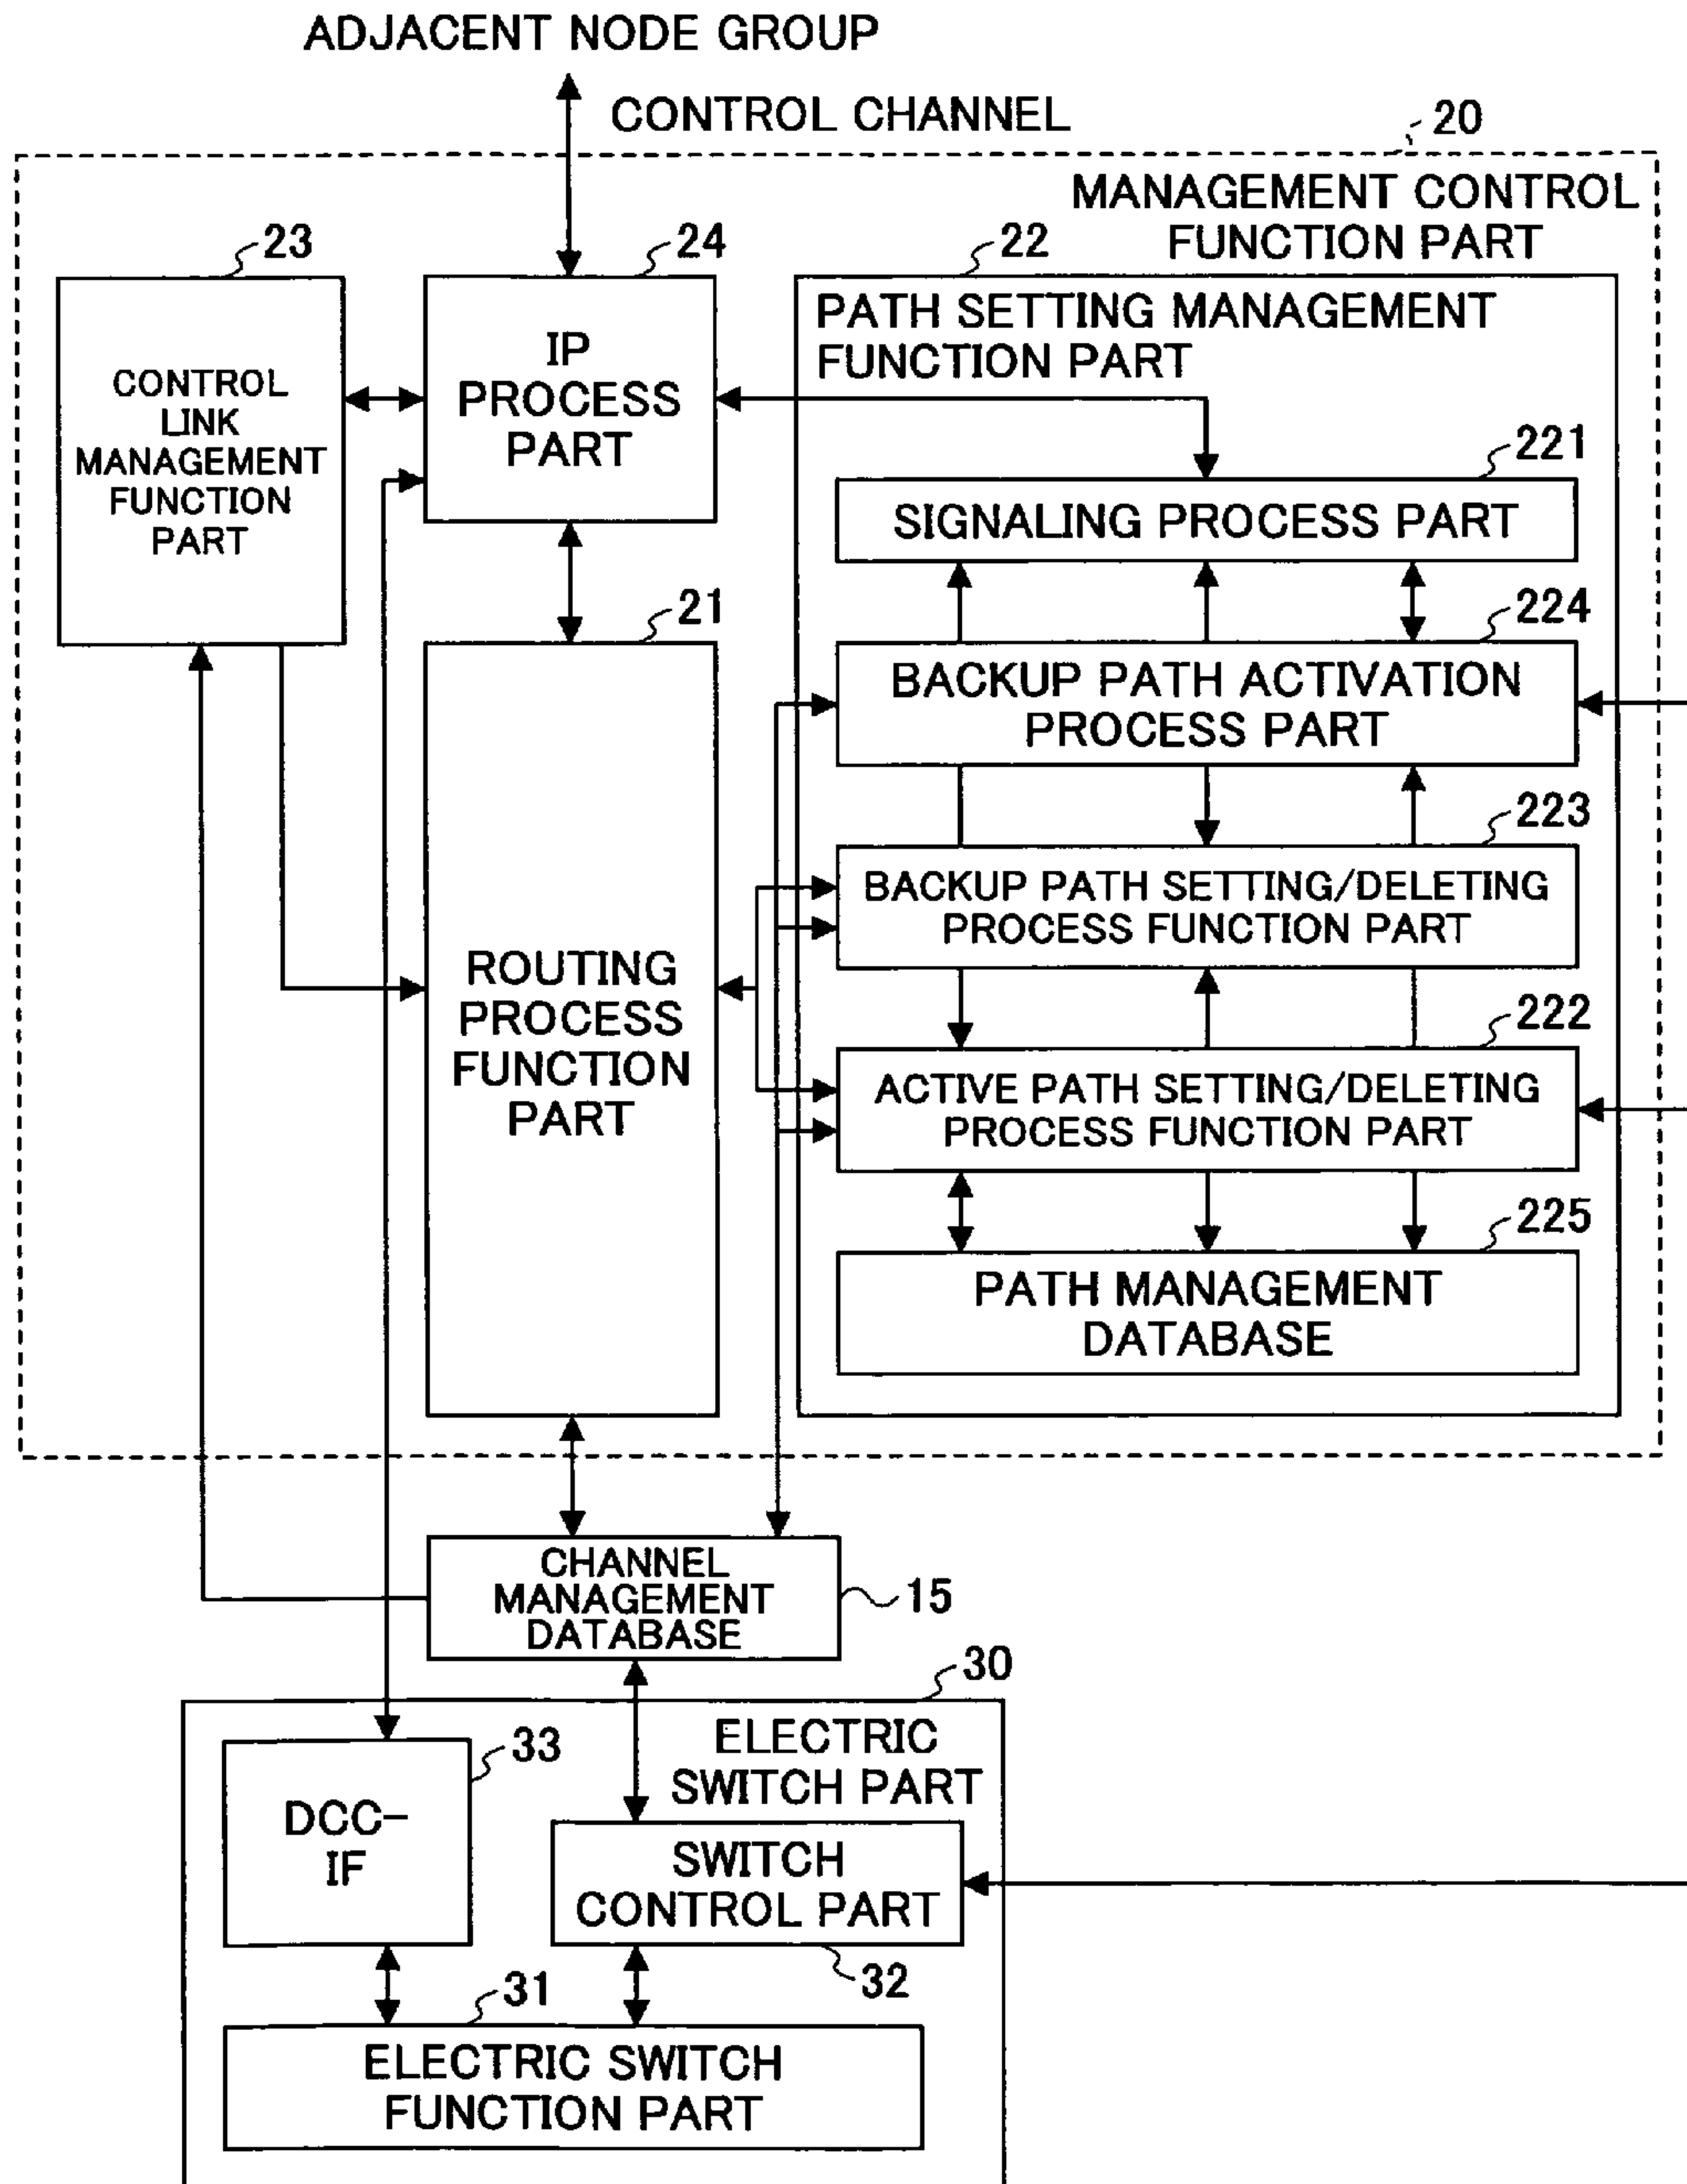 ADJACENT NODE GROUP
CONTROL CHANNEL
20
MANAGEMENT CONTROL
FUNCTION PART
23
CONTROL
LINK
MANAGEMENT
FUNCTION
PART
24
IP
PROCESS
PART
22
PATH SETTING MANAGEMENT
FUNCTION PART
221
SIGNALING PROCESS PART
224
BACKUP PATH ACTIVATION
PROCESS PART
223
BACKUP PATH SETTING/DELETING
PROCESS FUNCTION PART
222
ACTIVE PATH SETTING/DELETING
PROCESS FUNCTION PART
225
PATH MANAGEMENT
DATABASE
21
ROUTING
PROCESS
FUNCTION
PART
CHANNEL
MANAGEMENT
DATABASE
15
30
ELECTRIC
SWITCH PART
33
DCC-
IF
SWITCH
CONTROL PART
32
31
ELECTRIC SWITCH
FUNCTION PART